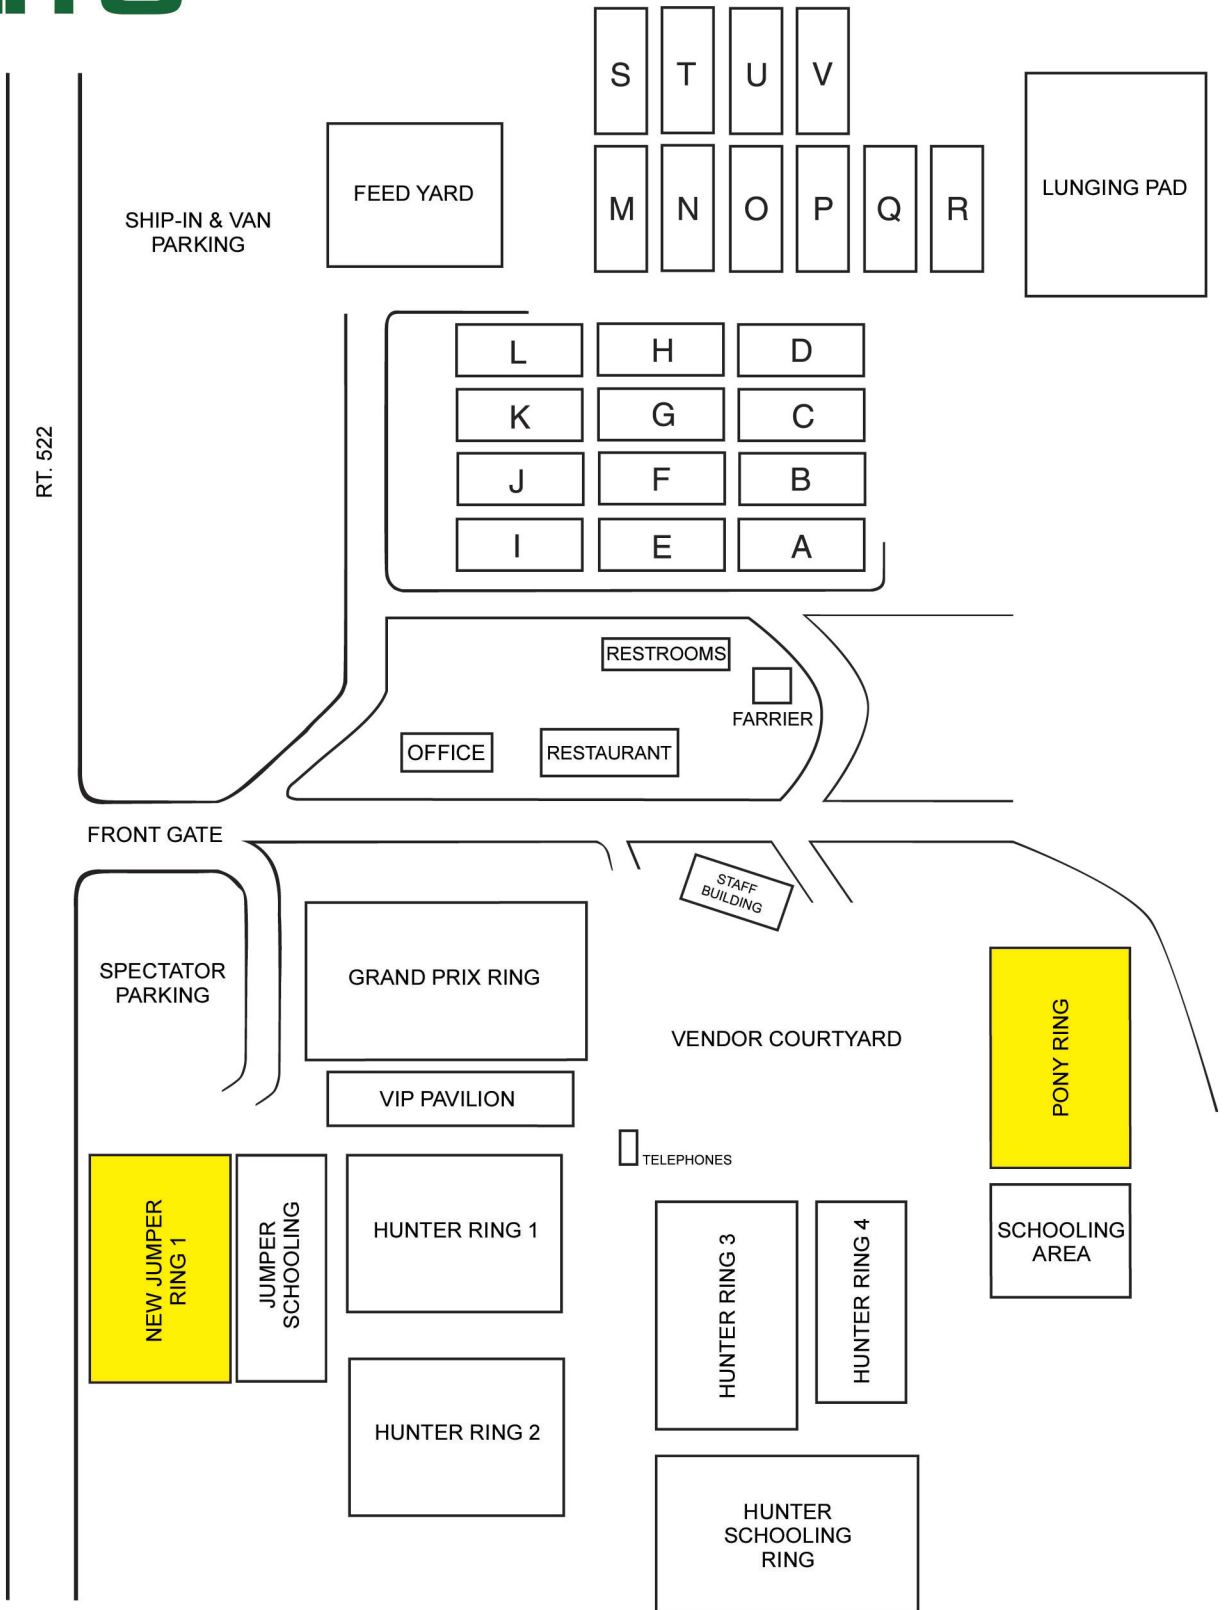 S T U V
FEED YARD
LUNGING PAD
SHIP-IN & VAN
PARKING
M N O P Q R
L H D
K G C
J F B
I E A
RT. 522
RESTROOMS
FARRIER
OFFICE
RESTAURANT
FRONT GATE
STAFF
BUILDING
SPECTATOR
PARKING
GRAND PRIX RING
VENDOR COURTYARD
PONY RING
VIP PAVILION
TELEPHONES
NEW JUMPER
RING 1
JUMPER
SCHOOLING
HUNTER RING 1
HUNTER RING 3
HUNTER RING 4
SCHOOLING
AREA
HUNTER RING 2
HUNTER
SCHOOLING
RING